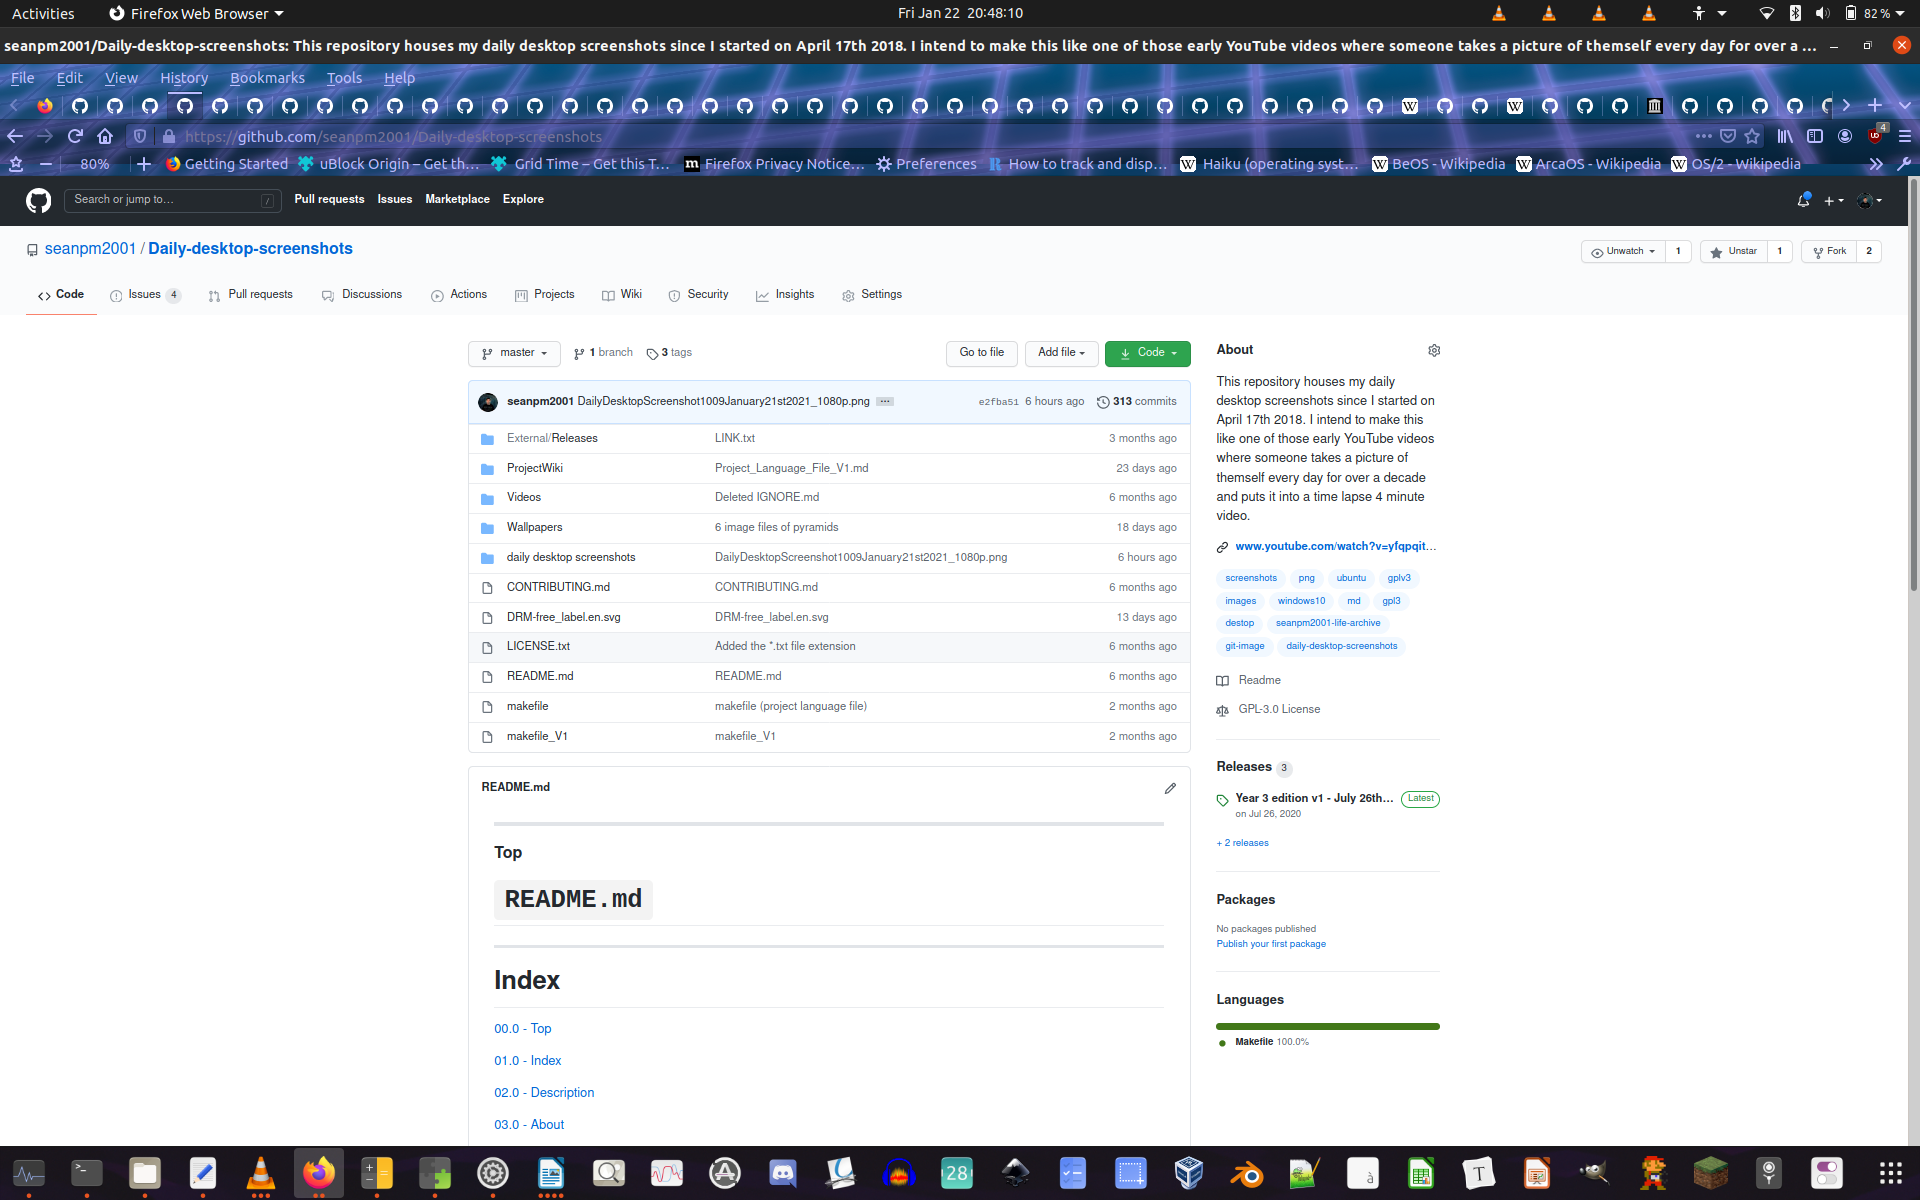 Activities Firefox Web Browser Fri Jan 22 20:48:10 82 %
seanpm2001/Daily-desktop-screenshots: This repository houses my daily desktop screenshots since I started on April 17th 2018. I intend to make this like one of those early YouTube videos where someone takes a picture of themself every day for over a ...
File Edit View History Bookmarks Tools Help
https://github.com/seanpm2001/Daily-desktop-screenshots 4
80% Getting Started uBlock Origin – Get th… Grid Time – Get this T… Firefox Privacy Notice… Preferences How to track and disp… Haiku (operating syst… BeOS - Wikipedia ArcaOS - Wikipedia OS/2 - Wikipedia
Search or jump to… / Pull requests Issues Marketplace Explore
seanpm2001 / Daily-desktop-screenshots Unwatch 1 Unstar 1 Fork 2
Code Issues 4 Pull requests Discussions Actions Projects Wiki Security Insights Settings
master 1 branch 3 tags Go to file Add file Code
seanpm2001 DailyDesktopScreenshot1009January21st2021_1080p.png ... e2fba51 6 hours ago 313 commits
External/Releases LINK.txt 3 months ago
ProjectWiki Project_Language_File_V1.md 23 days ago
Videos Deleted IGNORE.md 6 months ago
Wallpapers 6 image files of pyramids 18 days ago
daily desktop screenshots DailyDesktopScreenshot1009January21st2021_1080p.png 6 hours ago
CONTRIBUTING.md CONTRIBUTING.md 6 months ago
DRM-free_label.en.svg DRM-free_label.en.svg 13 days ago
LICENSE.txt Added the *.txt file extension 6 months ago
README.md README.md 6 months ago
makefile makefile (project language file) 2 months ago
makefile_V1 makefile_V1 2 months ago
README.md
Top
README.md
Index
00.0 - Top
01.0 - Index
02.0 - Description
03.0 - About
About
This repository houses my daily
desktop screenshots since I started on
April 17th 2018. I intend to make this
like one of those early YouTube videos
where someone takes a picture of
themself every day for over a decade
and puts it into a time lapse 4 minute
video.
www.youtube.com/watch?v=yfqpqit...
screenshots png ubuntu gplv3
images windows10 md gpl3
destop seanpm2001-life-archive
git-image daily-desktop-screenshots
Readme
GPL-3.0 License
Releases 3
Year 3 edition v1 - July 26th... Latest
on Jul 26, 2020
+ 2 releases
Packages
No packages published
Publish your first package
Languages
Makefile 100.0%
28